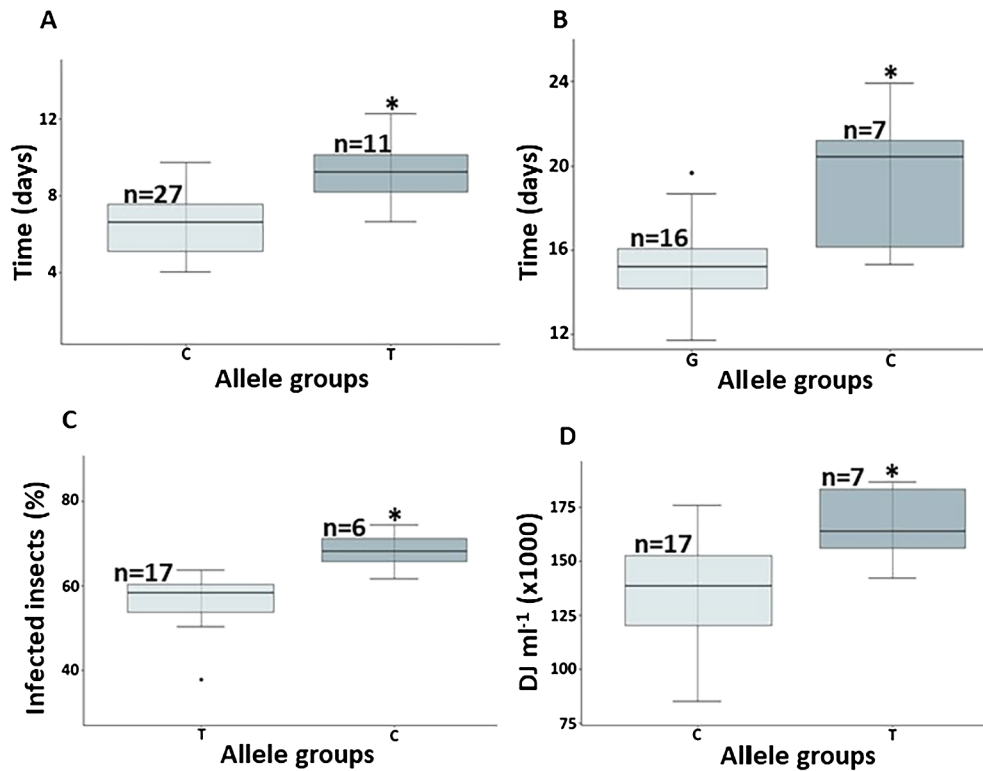 A
Time (days)
12
8
4
n=27
n=11
*
C
T
Allele groups
B
Time (days)
24
20
16
12
n=16
n=7
*
G
C
Allele groups
C
Infected insects (%)
80
60
40
n=17
n=6
*
T
C
Allele groups
D
DJ ml⁻¹ (x1000)
175
150
125
100
75
n=17
n=7
*
C
T
Allele groups